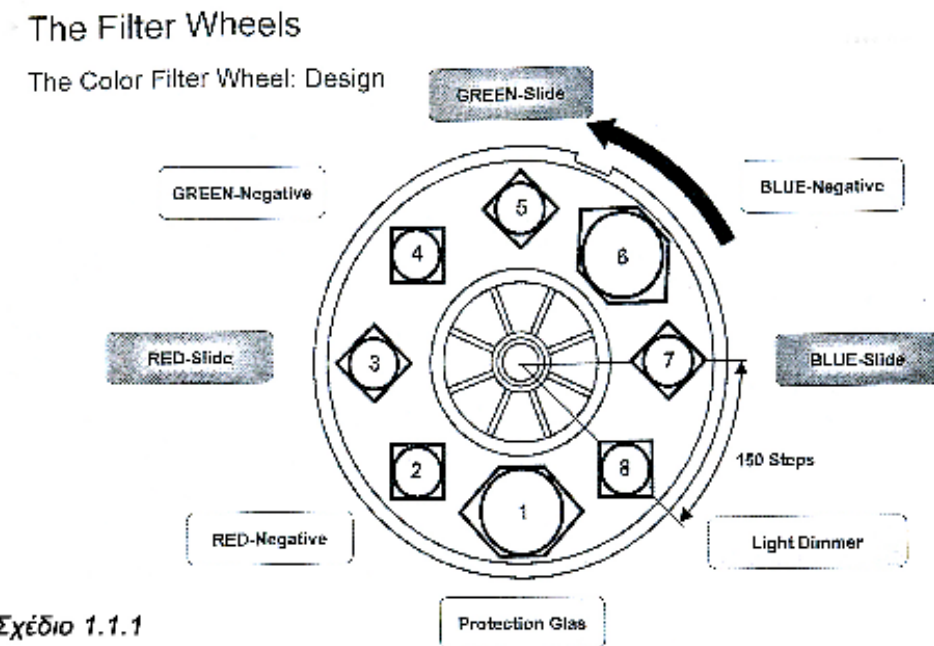 The Filter Wheels
The Color Filter Wheel: Design
GREEN-Slide
GREEN-Negative
BLUE-Negative
5
4
6
RED-Slide
3
7
BLUE-Slide
150 Steps
2
8
1
RED-Negative
Light Dimmer
Σχέδιο 1.1.1
Protection Glas